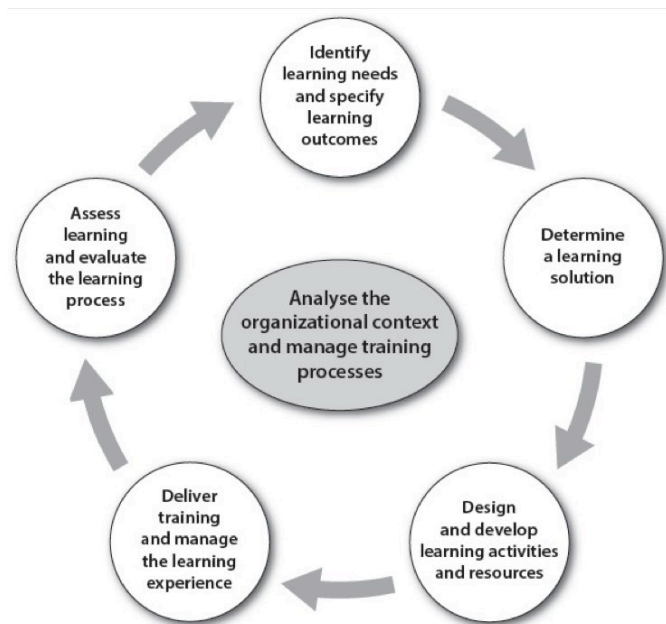 Identify
learning needs
and specify
learning
outcomes
Determine
a learning
solution
Design
and develop
learning activities
and resources
Deliver
training
and manage
the learning
experience
Assess
learning
and evaluate
the learning
process
Analyse the
organizational context
and manage training
processes